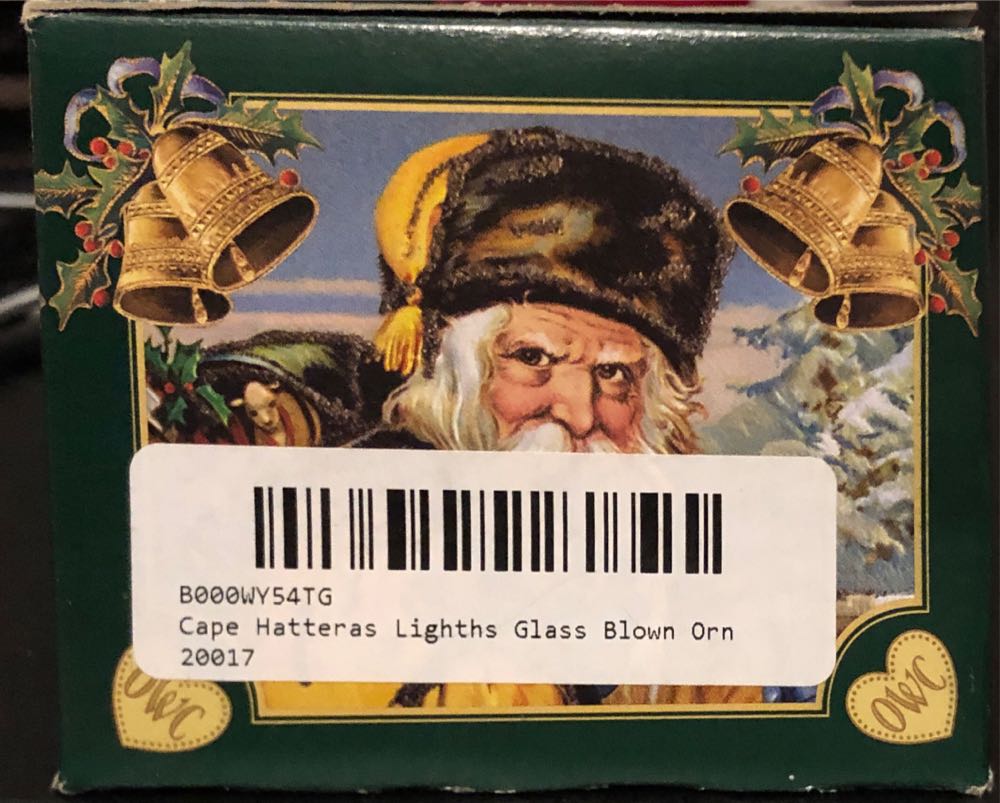 B000WY54TG
Cape Hatteras Lighths Glass Blown Orn
20017
OWC
OWC